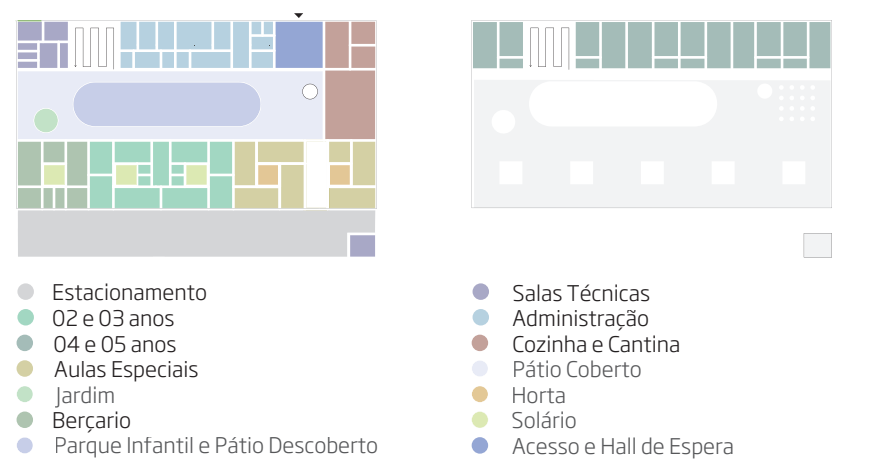 Estacionamento
02 e 03 anos
04 e 05 anos
Aulas Especiais
Jardim
Berçario
Parque Infantil e Pátio Descoberto
Salas Técnicas
Administração
Cozinha e Cantina
Pátio Coberto
Horta
Solário
Acesso e Hall de Espera